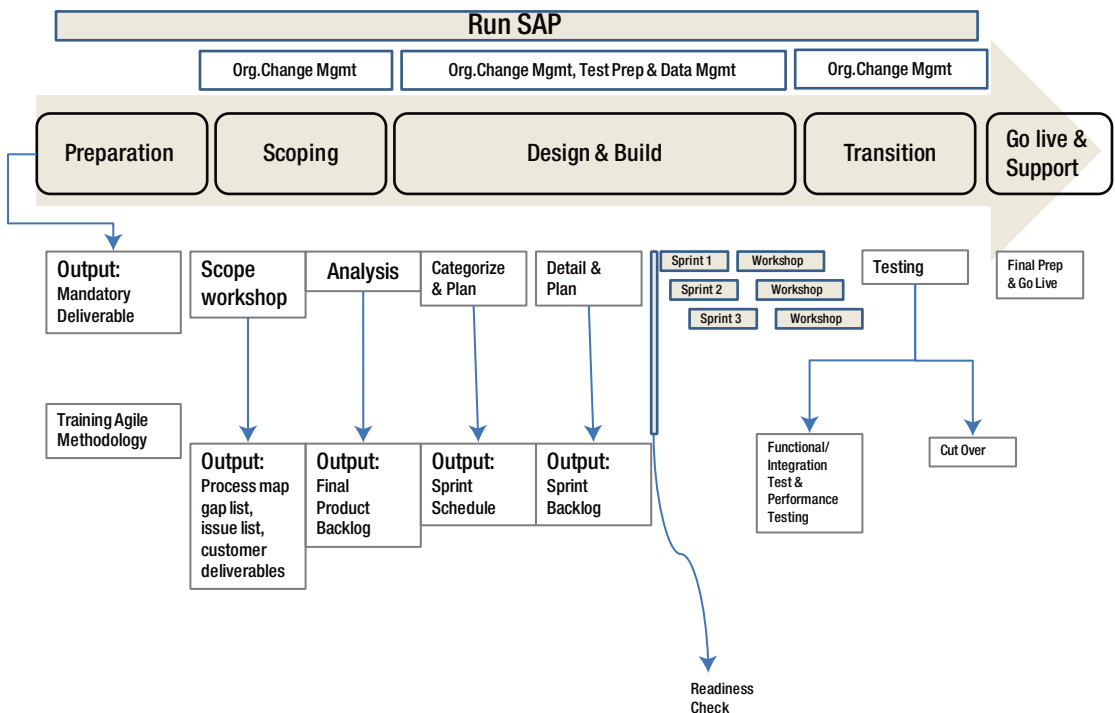 Run SAP
Org.Change Mgmt
Org.Change Mgmt, Test Prep & Data Mgmt
Org.Change Mgmt
Preparation
Scoping
Design & Build
Transition
Go live &
Support
Output:
Mandatory
Deliverable
Scope
workshop
Analysis
Categorize
& Plan
Detail &
Plan
Sprint 1
Workshop
Sprint 2
Workshop
Sprint 3
Workshop
Testing
Final Prep
& Go Live
Training Agile
Methodology
Output:
Process map
gap list,
issue list,
customer
deliverables
Output:
Final
Product
Backlog
Output:
Sprint
Schedule
Output:
Sprint
Backlog
Functional/
Integration
Test &
Performance
Testing
Cut Over
Readiness
Check